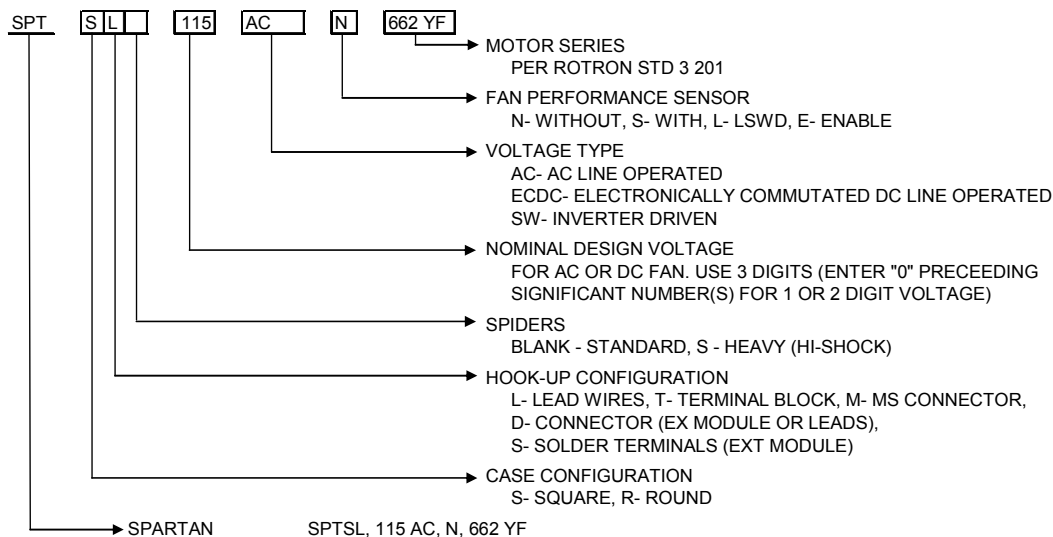 SPT S L 115 AC N 662 YF
MOTOR SERIES
PER ROTRON STD 3 201
FAN PERFORMANCE SENSOR
N- WITHOUT, S- WITH, L- LSWD, E- ENABLE
VOLTAGE TYPE
AC- AC LINE OPERATED
ECDC- ELECTRONICALLY COMMUTATED DC LINE OPERATED
SW- INVERTER DRIVEN
NOMINAL DESIGN VOLTAGE
FOR AC OR DC FAN. USE 3 DIGITS (ENTER "0" PRECEEDING
SIGNIFICANT NUMBER(S) FOR 1 OR 2 DIGIT VOLTAGE)
SPIDERS
BLANK - STANDARD, S - HEAVY (HI-SHOCK)
HOOK-UP CONFIGURATION
L- LEAD WIRES, T- TERMINAL BLOCK, M- MS CONNECTOR,
D- CONNECTOR (EX MODULE OR LEADS),
S- SOLDER TERMINALS (EXT MODULE)
CASE CONFIGURATION
S- SQUARE, R- ROUND
SPARTAN SPTSL, 115 AC, N, 662 YF